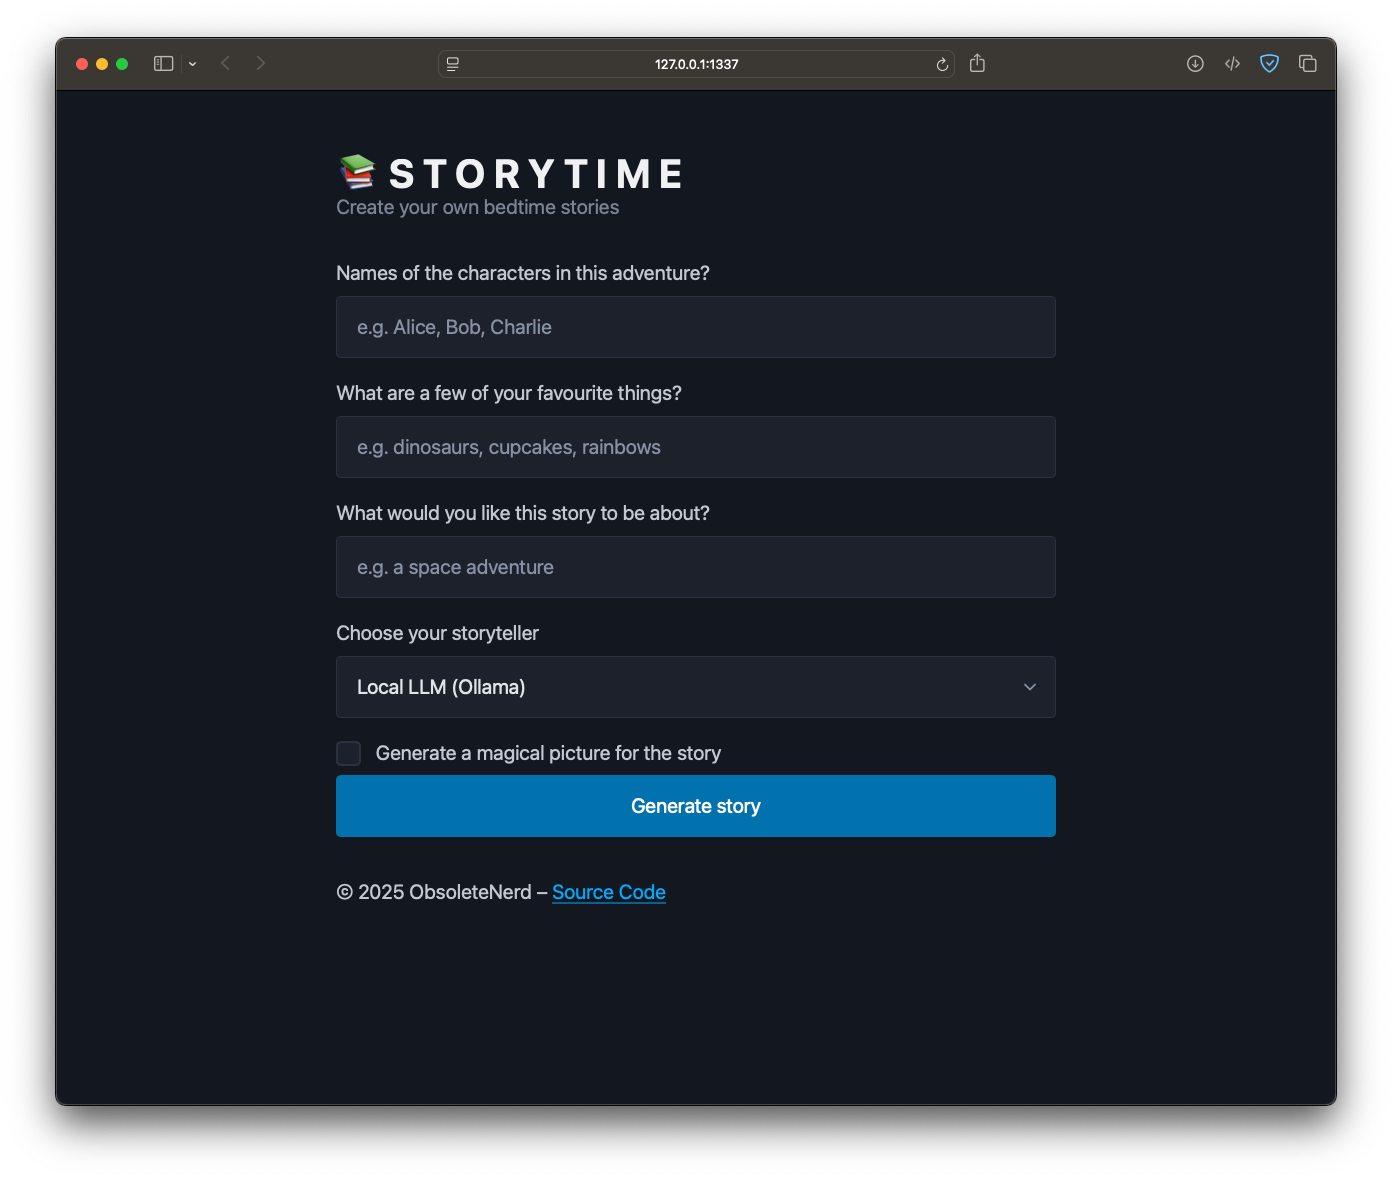 127.0.0.1:1337
STORYTIME
Create your own bedtime stories
Names of the characters in this adventure?
e.g. Alice, Bob, Charlie
What are a few of your favourite things?
e.g. dinosaurs, cupcakes, rainbows
What would you like this story to be about?
e.g. a space adventure
Choose your storyteller
Local LLM (Ollama)
Generate a magical picture for the story
Generate story
© 2025 ObsoleteNerd – Source Code